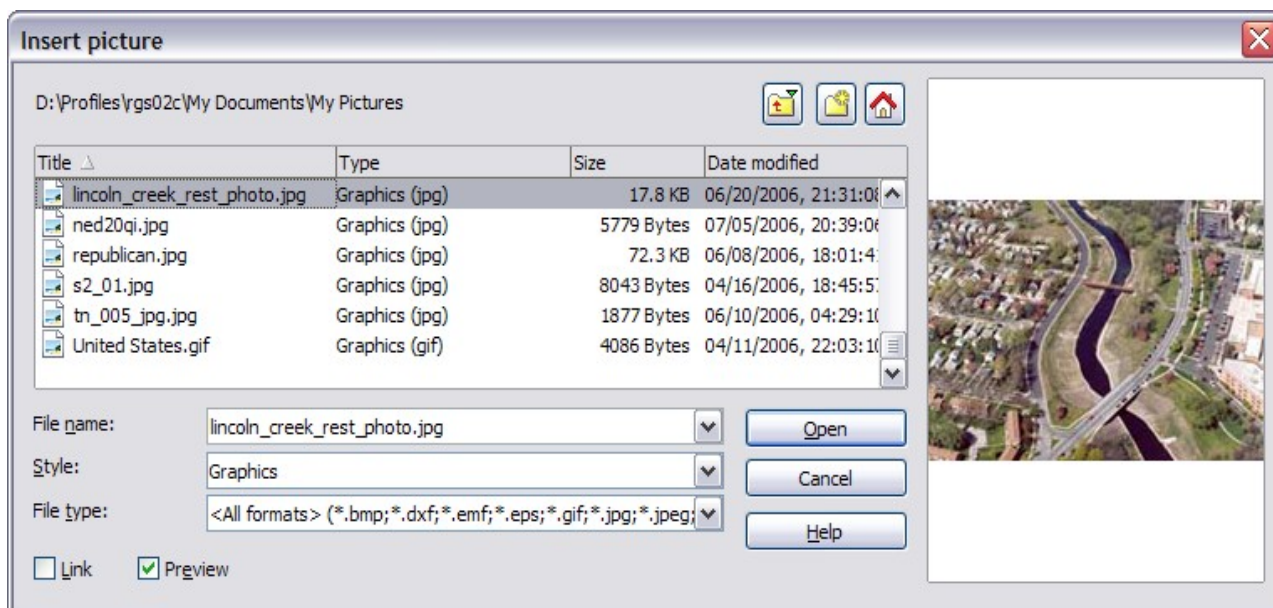 Insert picture
D:\Profiles\rgs02c\My Documents\My Pictures
Title Type Size Date modified
lincoln_creek_rest_photo.jpg Graphics (jpg) 17.8 KB 06/20/2006, 21:31:08
ned20qi.jpg Graphics (jpg) 5779 Bytes 07/05/2006, 20:39:06
republican.jpg Graphics (jpg) 72.3 KB 06/08/2006, 18:01:4
s2_01.jpg Graphics (jpg) 8043 Bytes 04/16/2006, 18:45:5
tn_005_jpg.jpg Graphics (jpg) 1877 Bytes 06/10/2006, 04:29:10
United States.gif Graphics (gif) 4086 Bytes 04/11/2006, 22:03:10
File name: lincoln_creek_rest_photo.jpg Open
Style: Graphics Cancel
File type: <All formats> (*.bmp;*.dxf;*.emf;*.eps;*.gif;*.jpg;*.jpeg; Help
Link Preview